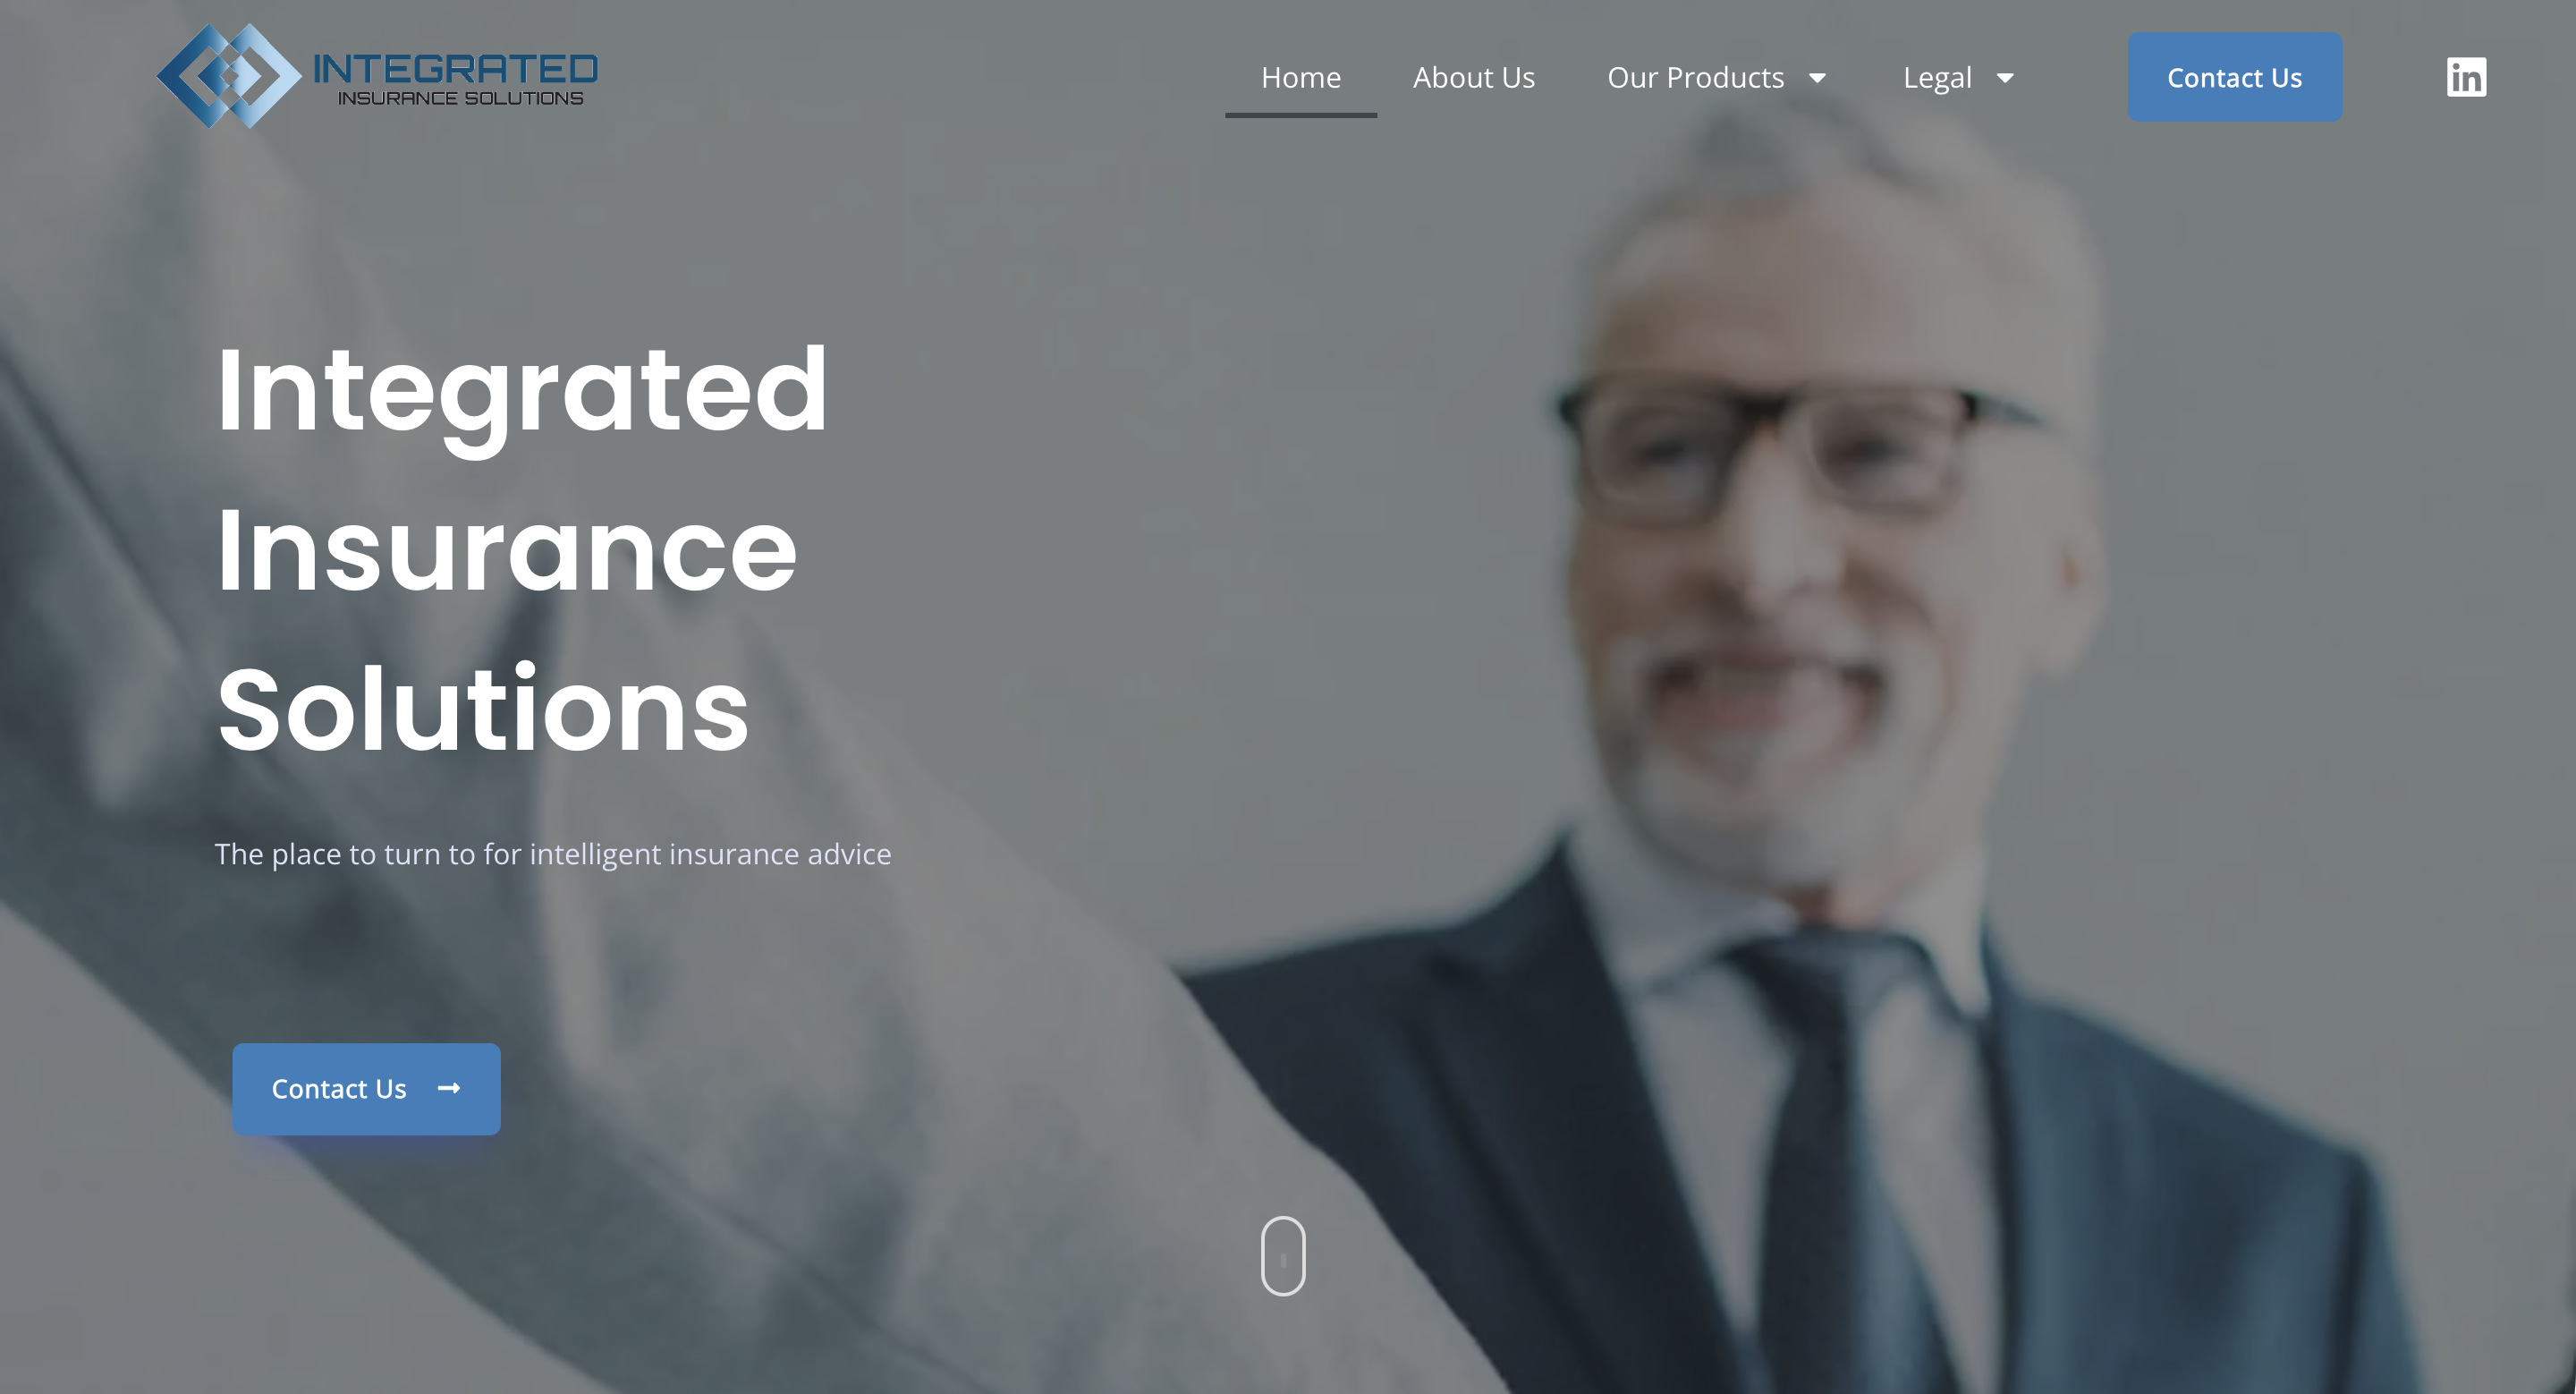 INTEGRATED
INSURANCE SOLUTIONS
Home
About Us
Our Products
Legal
Contact Us
in
Integrated
Insurance
Solutions
The place to turn to for intelligent insurance advice
Contact Us